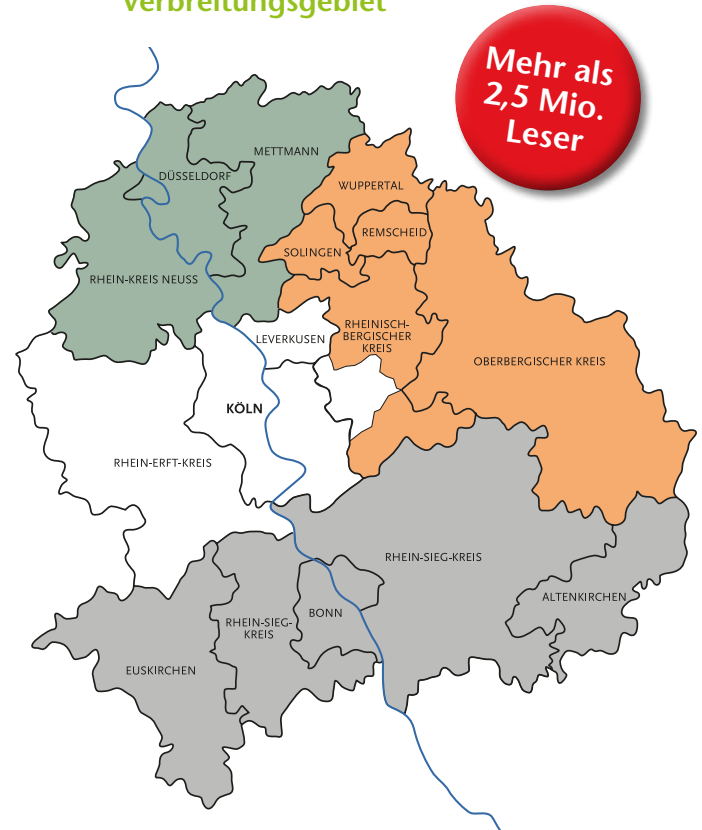 Verbreitungsgebiet
Mehr als
2,5 Mio.
Leser
METTMANN
DÜSSELDORF
WUPPERTAL
REMSCHEID
SOLINGEN
RHEIN-KREIS NEUSS
LEVERKUSEN
RHEINISCH-
BERGISCHER
KREIS
OBERBERGISCHER KREIS
KÖLN
RHEIN-ERFT-KREIS
RHEIN-SIEG-KREIS
ALTENKIRCHEN
BONN
RHEIN-SIEG-
KREIS
EUSKIRCHEN